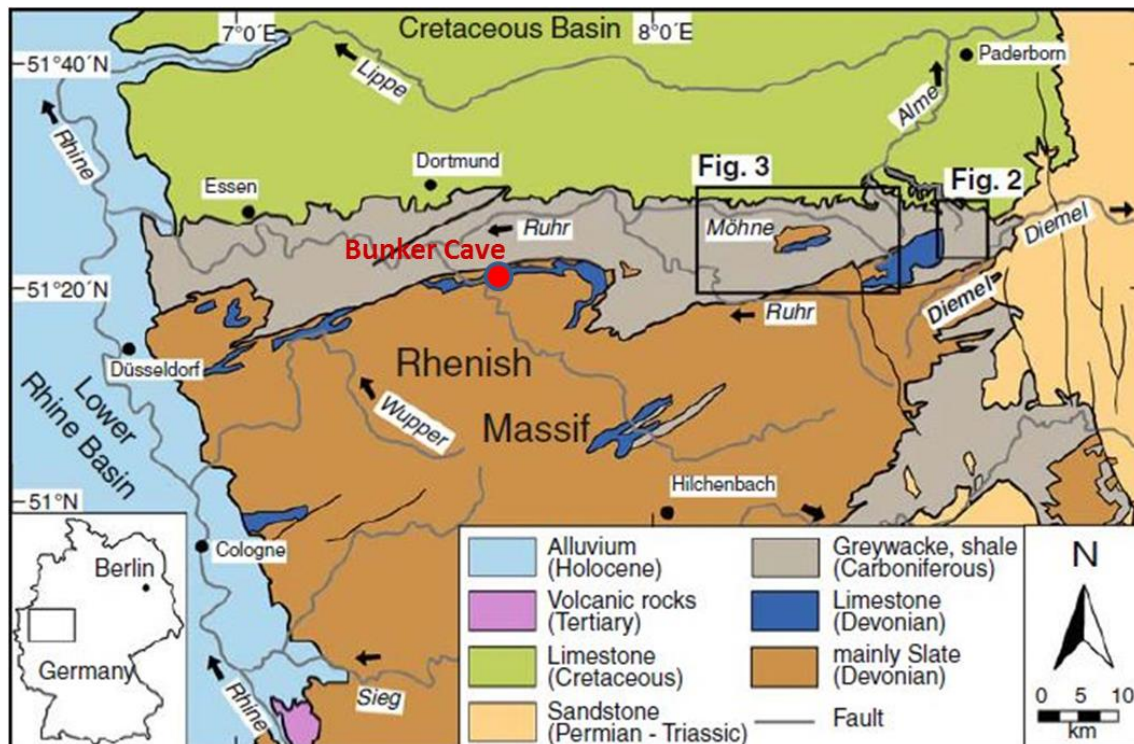 7°0´E
Cretaceous Basin
8°0´E
51°40´N
Lippe
Paderborn
Alme
Rhine
Dortmund
Essen
Fig. 3
Fig. 2
Ruhr
Möhne
Diemel
Bunker Cave
51°20´N
Ruhr
Diemel
Düsseldorf
Rhenish
Massif
Lower
Rhine Basin
Wupper
Hilchenbach
51°N
Cologne
Berlin
Germany
Rhine
Sieg
Alluvium
(Holocene)
Volcanic rocks
(Tertiary)
Limestone
(Cretaceous)
Sandstone
(Permian - Triassic)
Greywacke, shale
(Carboniferous)
Limestone
(Devonian)
mainly Slate
(Devonian)
Fault
N
0 5 10
km